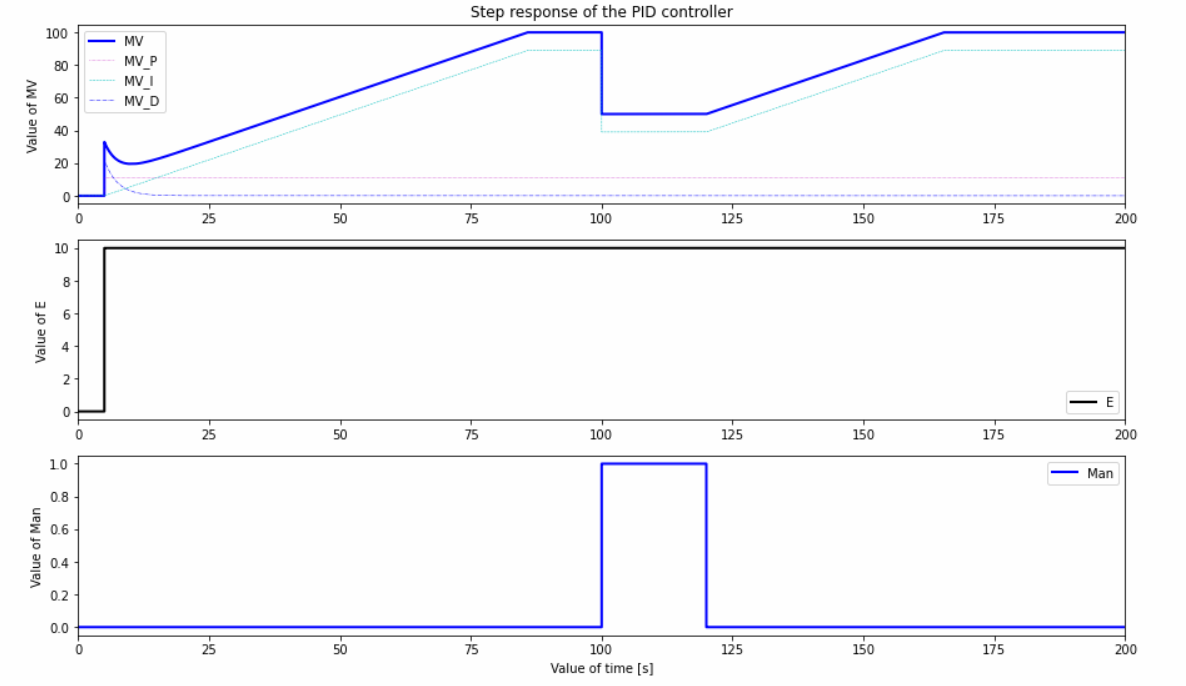 Step response of the PID controller
Value of MV
100
80
60
40
20
0
MV
MV_P
MV_I
MV_D
0 25 50 75 100 125 150 175 200
Value of E
10
8
6
4
2
0
E
0 25 50 75 100 125 150 175 200
Value of Man
1.0
0.8
0.6
0.4
0.2
0.0
Man
0 25 50 75 100 125 150 175 200
Value of time [s]